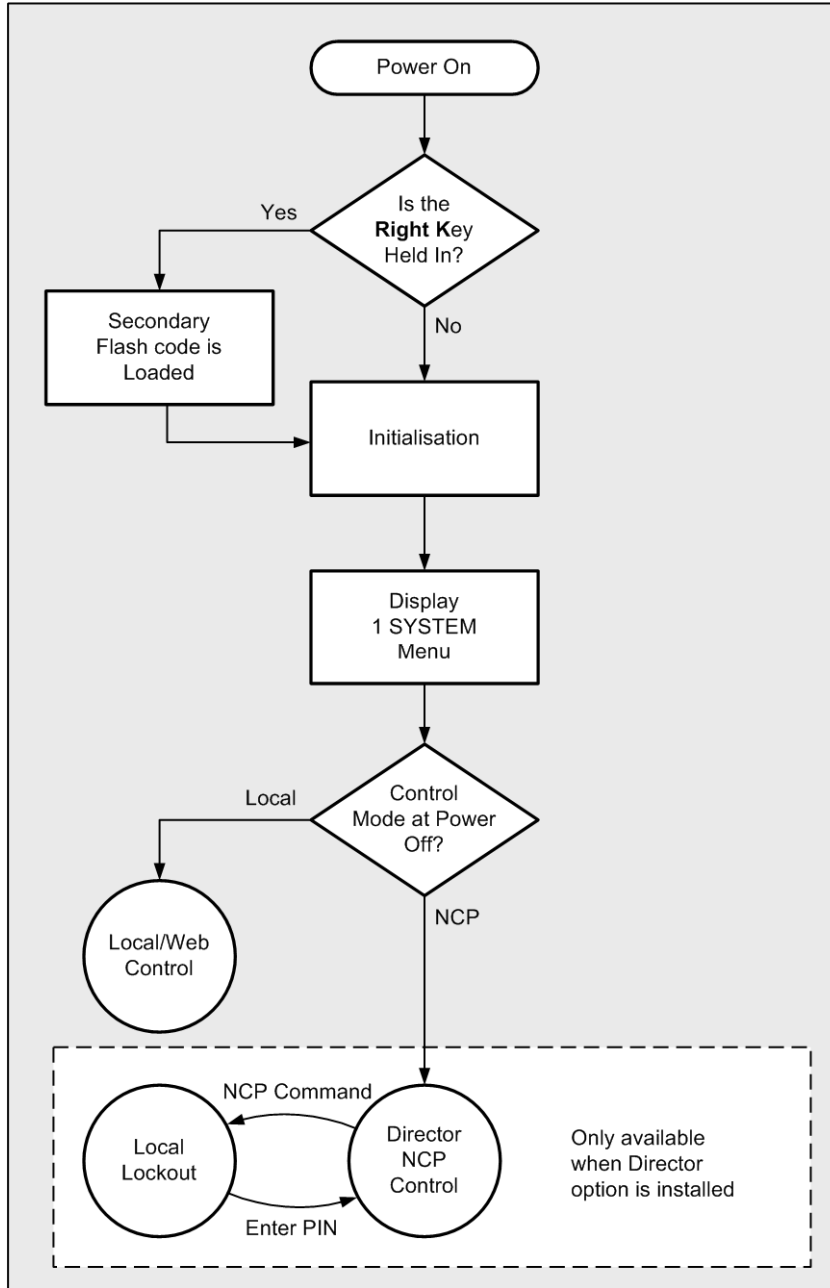 Power On
Is the
Right Key
Held In?
Yes
No
Secondary
Flash code is
Loaded
Initialisation
Display
1 SYSTEM
Menu
Control
Mode at Power
Off?
Local
NCP
Local/Web
Control
NCP Command
Local
Lockout
Director
NCP
Control
Enter PIN
Only available
when Director
option is installed